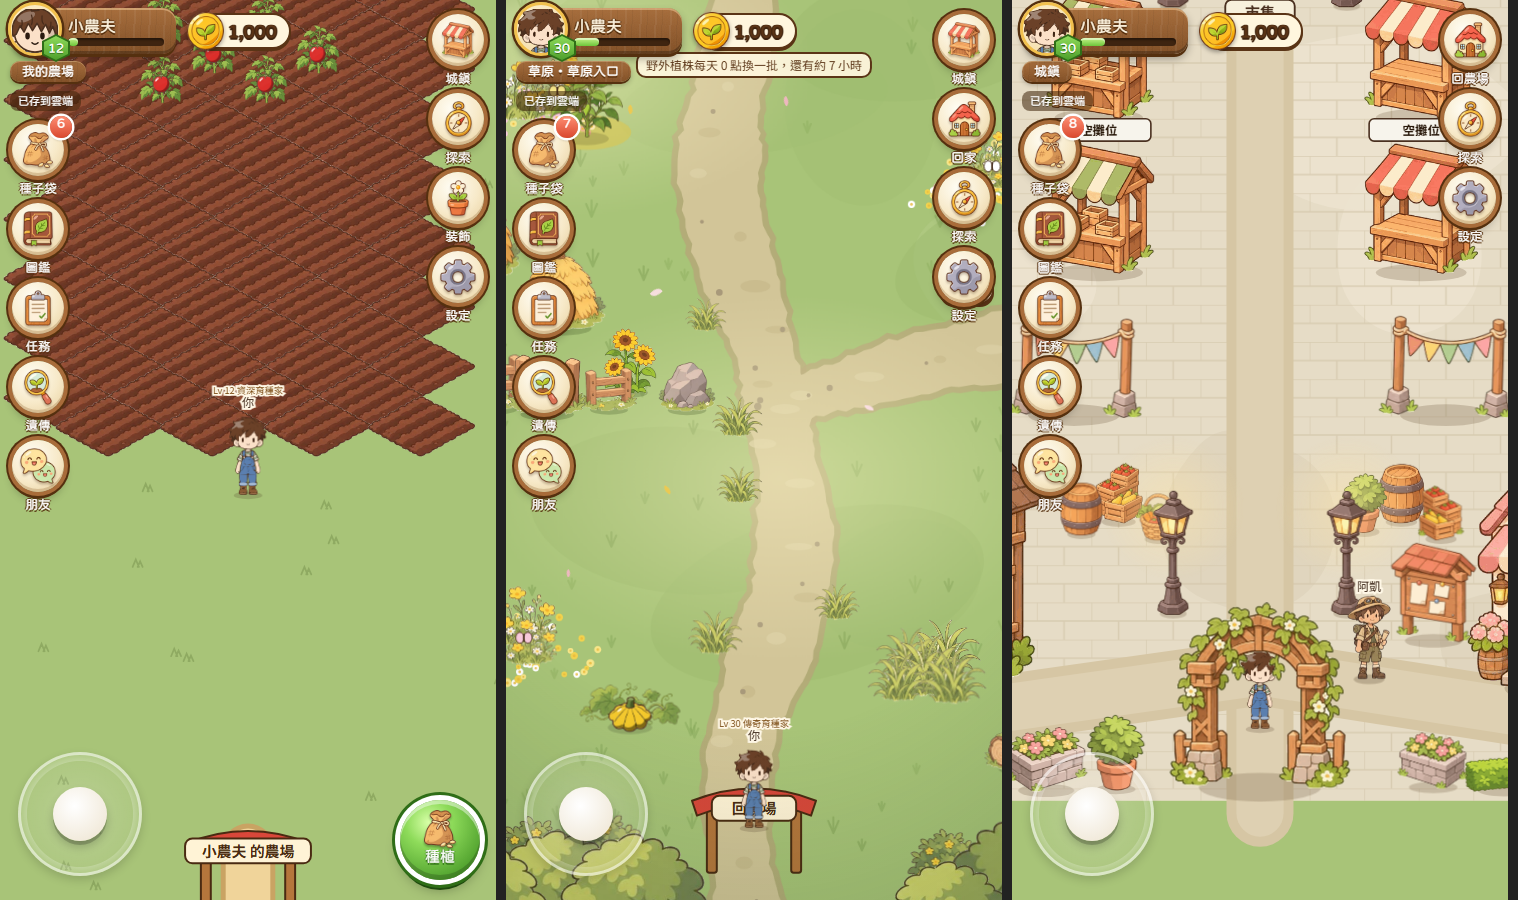 小農夫
12
1,000
我的農場
已存到雲端
6
種子袋
圖鑑
任務
遺傳
朋友
城鎮
探索
裝飾
設定
Lv 12 資深育種家
你
小農夫 的農場
種植
小農夫
30
1,000
草原・草原入口
野外植株每天 0 點換一批，還有約 7 小時
已存到雲端
7
種子袋
圖鑑
任務
遺傳
朋友
城鎮
回家
探索
設定
Lv 30 傳奇育種家
你
回 場
市集
小農夫
30
1,000
城鎮
已存到雲端
8
種子袋
圖鑑
任務
遺傳
朋友
回農場
探索
設定
空攤位
空攤位
阿凱